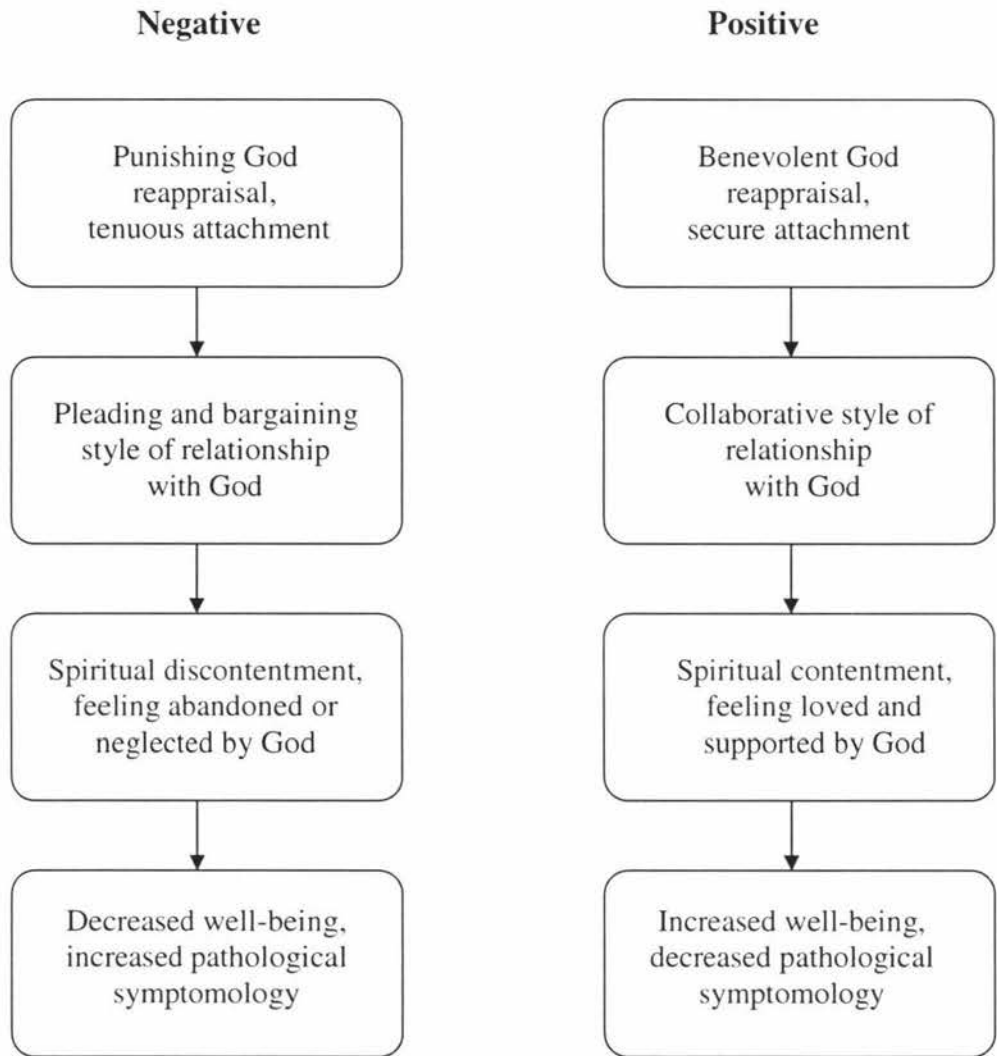 Negative
Punishing God
reappraisal,
tenuous attachment
Pleading and bargaining
style of relationship
with God
Spiritual discontentment,
feeling abandoned or
neglected by God
Decreased well-being,
increased pathological
symptomology
Positive
Benevolent God
reappraisal,
secure attachment
Collaborative style of
relationship
with God
Spiritual contentment,
feeling loved and
supported by God
Increased well-being,
decreased pathological
symptomology